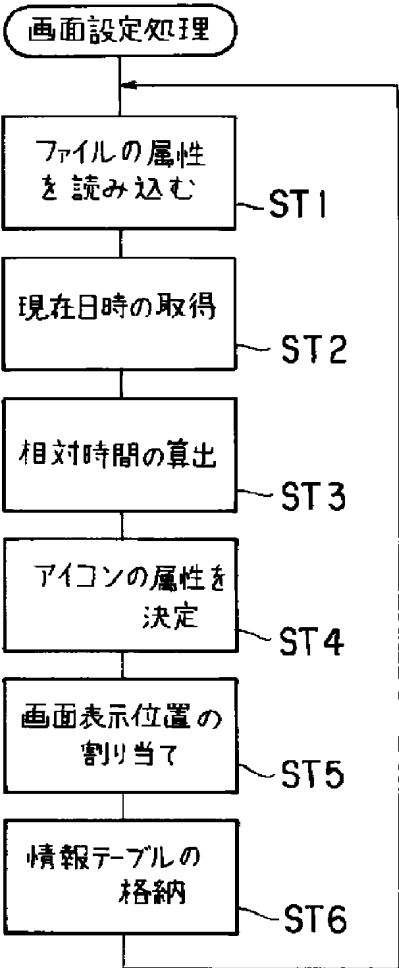 画面設定処理
ファイルの属性
を読み込む
ST1
現在日時の取得
ST2
相対時間の算出
ST3
アイコンの属性を
決定
ST4
画面表示位置の
割り当て
ST5
情報テーブルの
格納
ST6